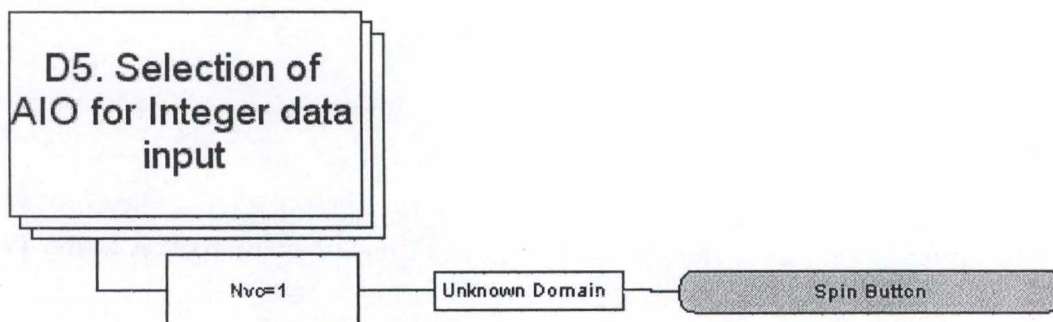 D5. Selection of
AIO for Integer data
input
Nvc=1
Unknown Domain
Spin Button